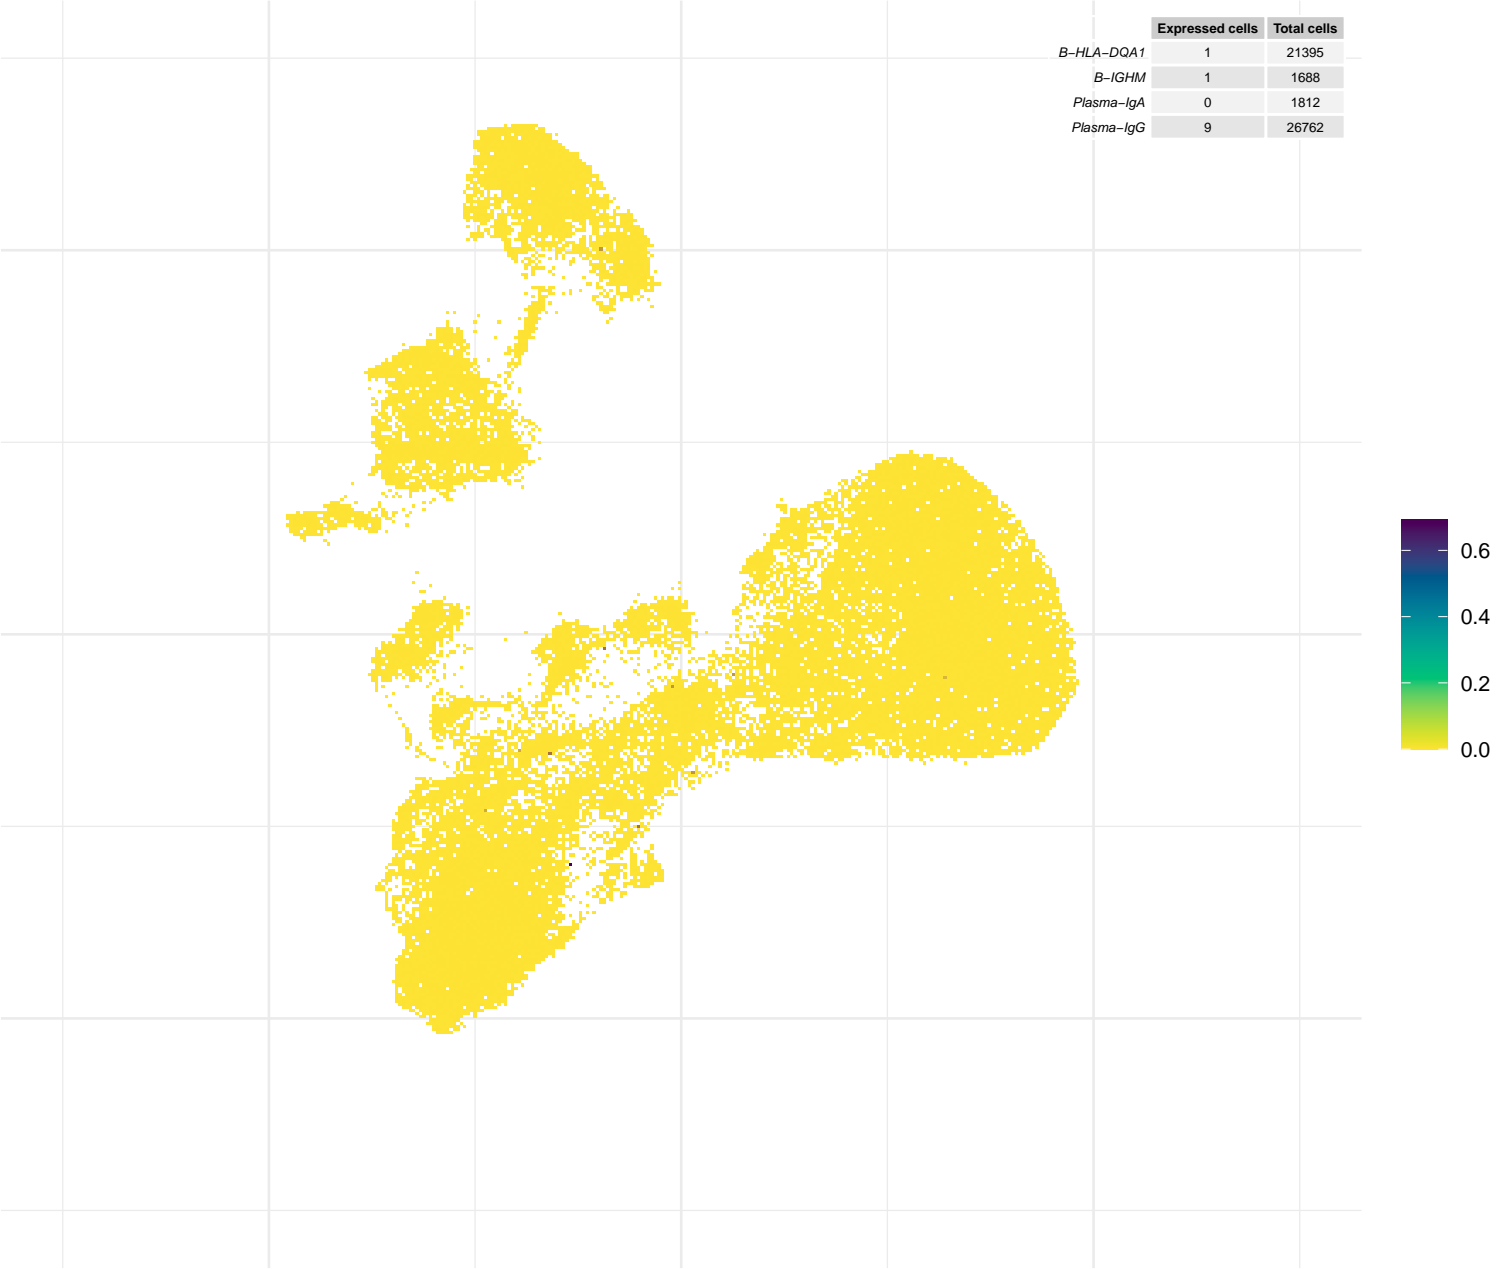 Expressed cells Total cells
B−HLA−DQA1 1 21395
B−IGHM 1 1688
Plasma−IgA 0 1812
Plasma−IgG 9 26762
0.6
0.4
0.2
0.0